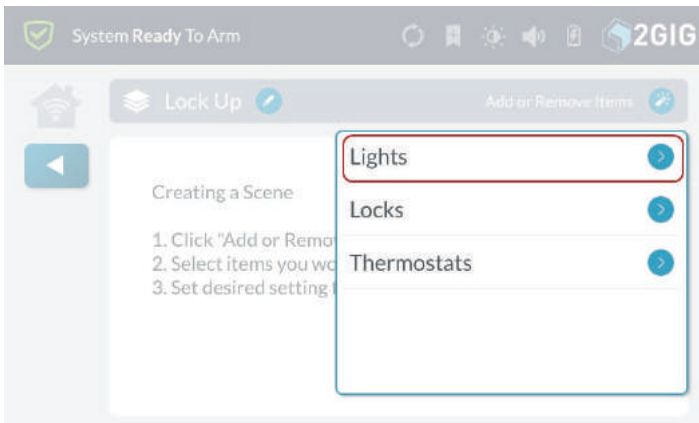 System Ready To Arm
2GIG
Lock Up
Add or Remove Items
Lights
Creating a Scene
Locks
1. Click "Add or Remo
2. Select items you wo
Thermostats
3. Set desired setting t